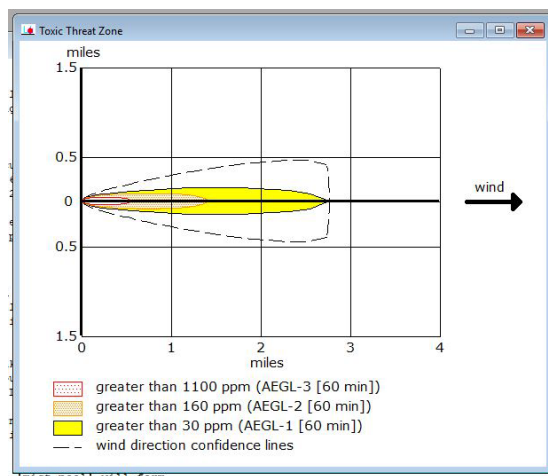 Toxic Threat Zone
miles
1.5
0.5
0
0.5
1.5
wind
0 1 2 3 4
miles
greater than 1100 ppm (AEGL-3 [60 min])
greater than 160 ppm (AEGL-2 [60 min])
greater than 30 ppm (AEGL-1 [60 min])
wind direction confidence lines